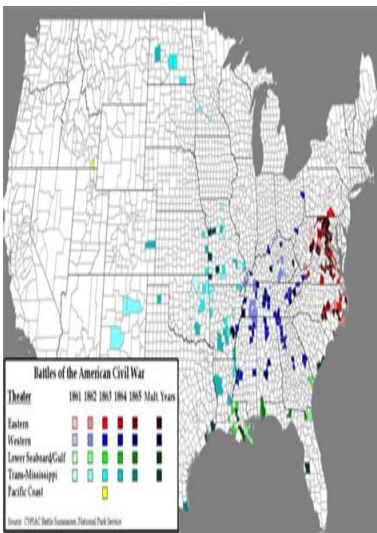 Battles of the American Civil War
Theater 1861 1862 1863 1864 1865 Mult. Years
Eastern
Western
Lower Seaboard/Gulf
Trans-Mississippi
Pacific Coast
Source: CWSAC Battle Summaries, National Park Service